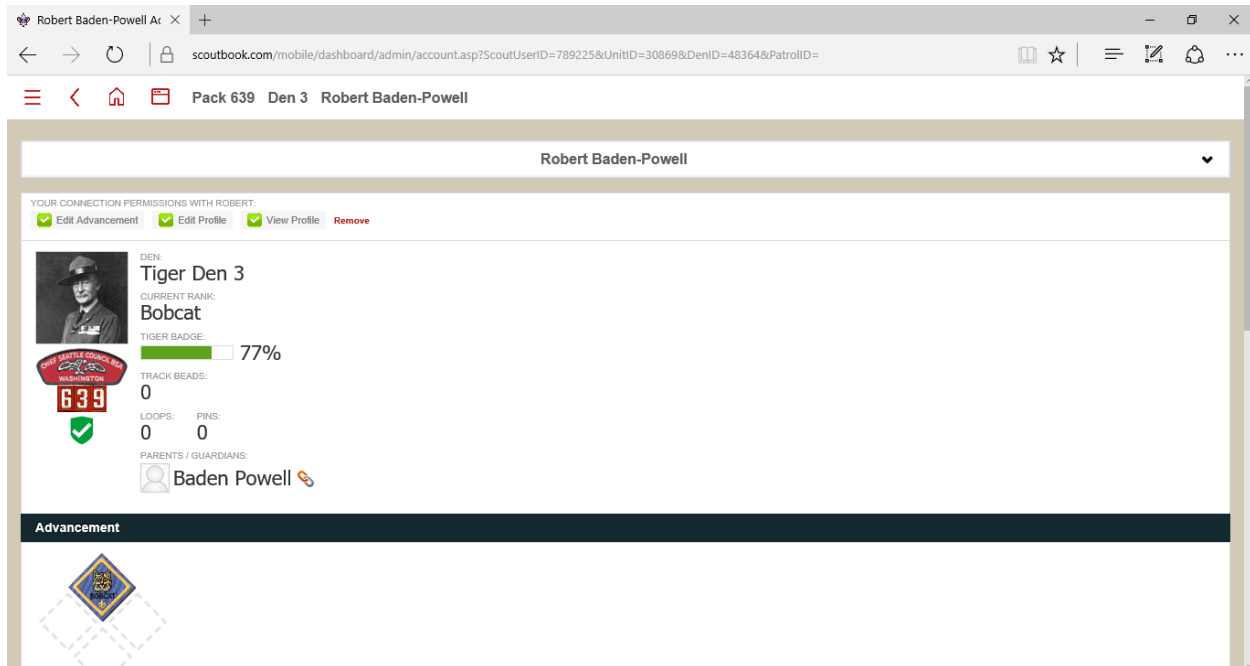 Robert Baden-Powell Ac
scoutbook.com/mobile/dashboard/admin/account.asp?ScoutUserID=789225&UnitID=30869&DenID=48364&PatrolID=
Pack 639 Den 3 Robert Baden-Powell
Robert Baden-Powell
YOUR CONNECTION PERMISSIONS WITH ROBERT:
Edit Advancement Edit Profile View Profile Remove
DEN:
Tiger Den 3
CURRENT RANK:
Bobcat
TIGER BADGE:
77%
TRACK BEADS:
0
LOOPS: PINS:
0 0
PARENTS / GUARDIANS:
Baden Powell
CHIEF SEATTLE COUNCIL BSA
WASHINGTON
639
Advancement
BOBCAT